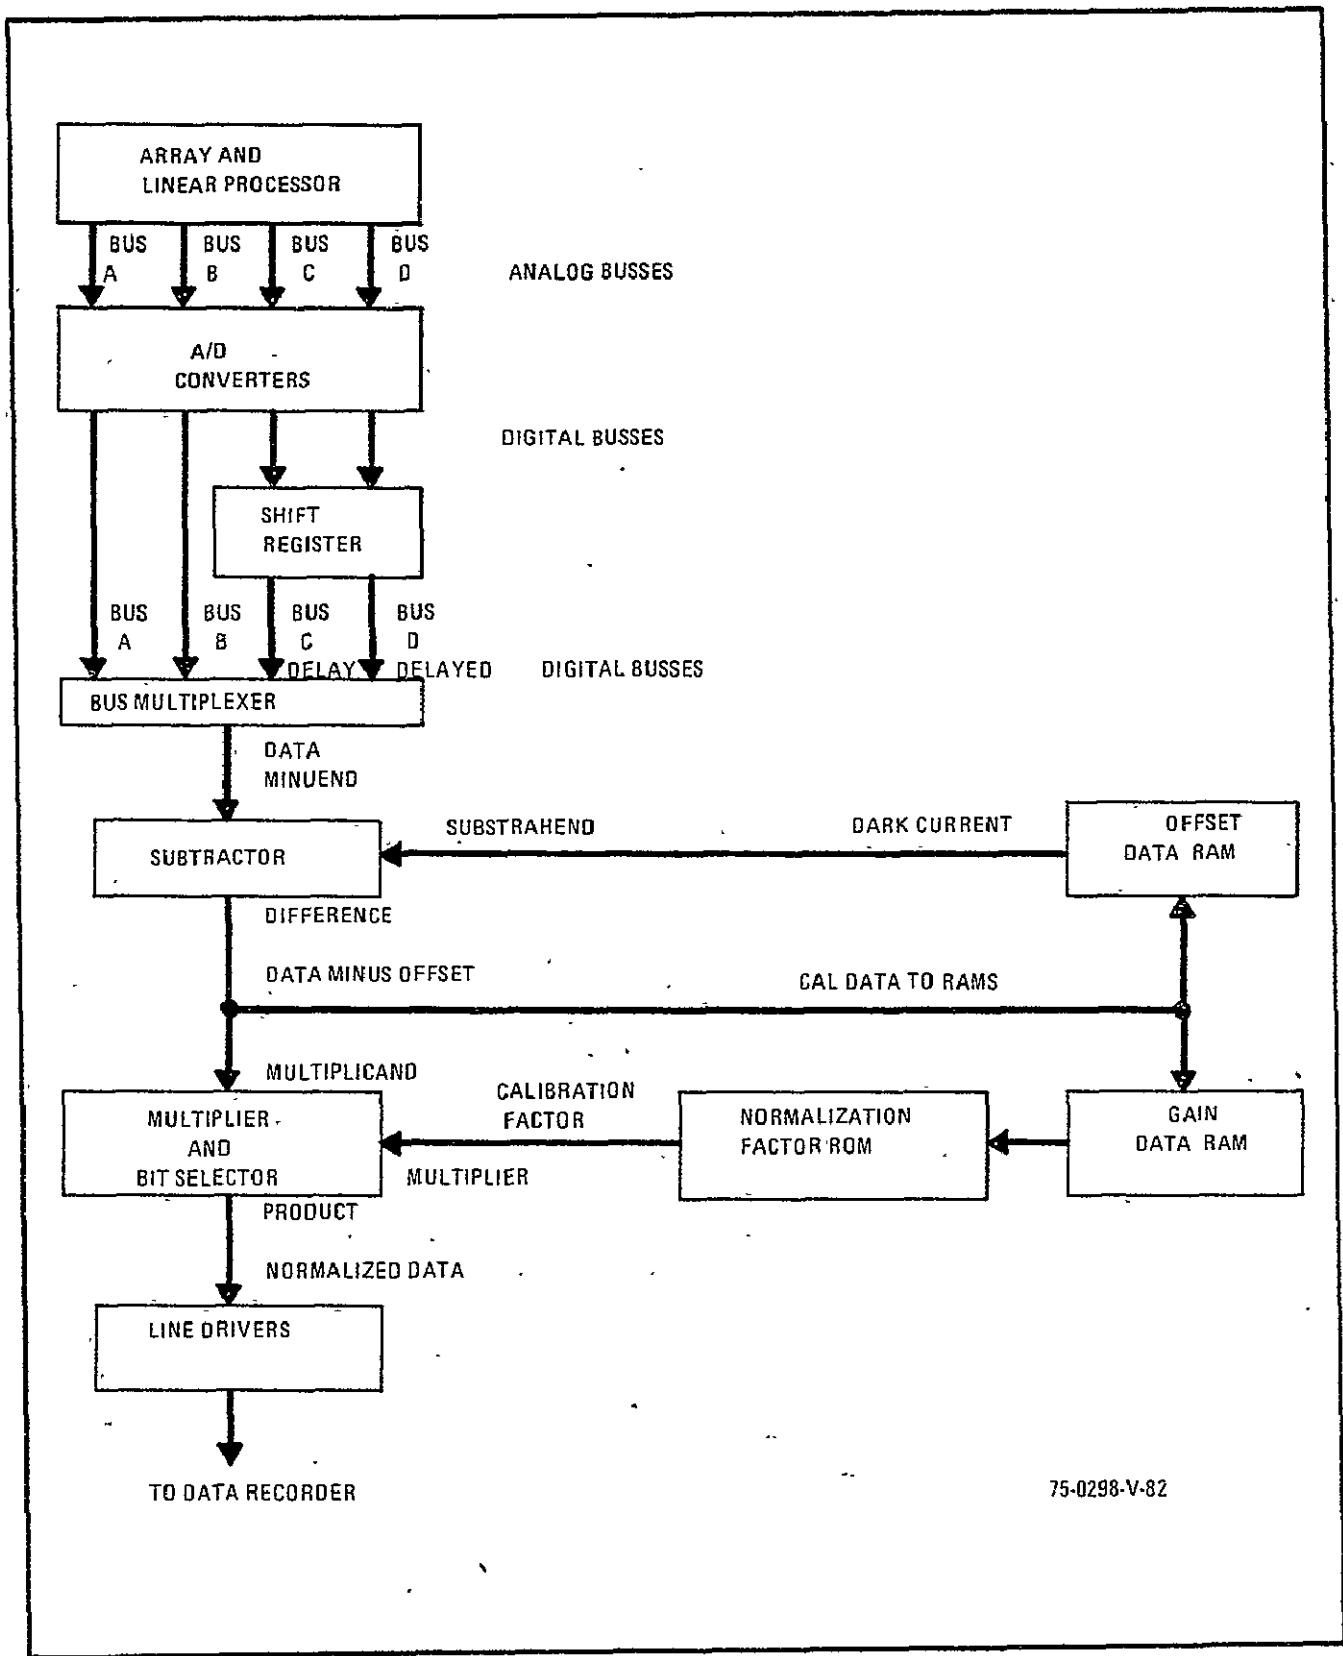 ARRAY AND
LINEAR PROCESSOR
BUS A
BUS B
BUS C
BUS D
ANALOG BUSSES
A/D
CONVERTERS
DIGITAL BUSSES
SHIFT
REGISTER
BUS A
BUS B
BUS C DELAY
BUS D DELAYED
DIGITAL BUSSES
BUS MULTIPLEXER
DATA
MINUEND
SUBTRACTOR
SUBSTRAHEND
DARK CURRENT
OFFSET
DATA RAM
DIFFERENCE
DATA MINUS OFFSET
CAL DATA TO RAMS
MULTIPLICAND
MULTIPLIER
AND
BIT SELECTOR
CALIBRATION
FACTOR
MULTIPLIER
NORMALIZATION
FACTOR ROM
GAIN
DATA RAM
PRODUCT
NORMALIZED DATA
LINE DRIVERS
TO DATA RECORDER
75-0298-V-82